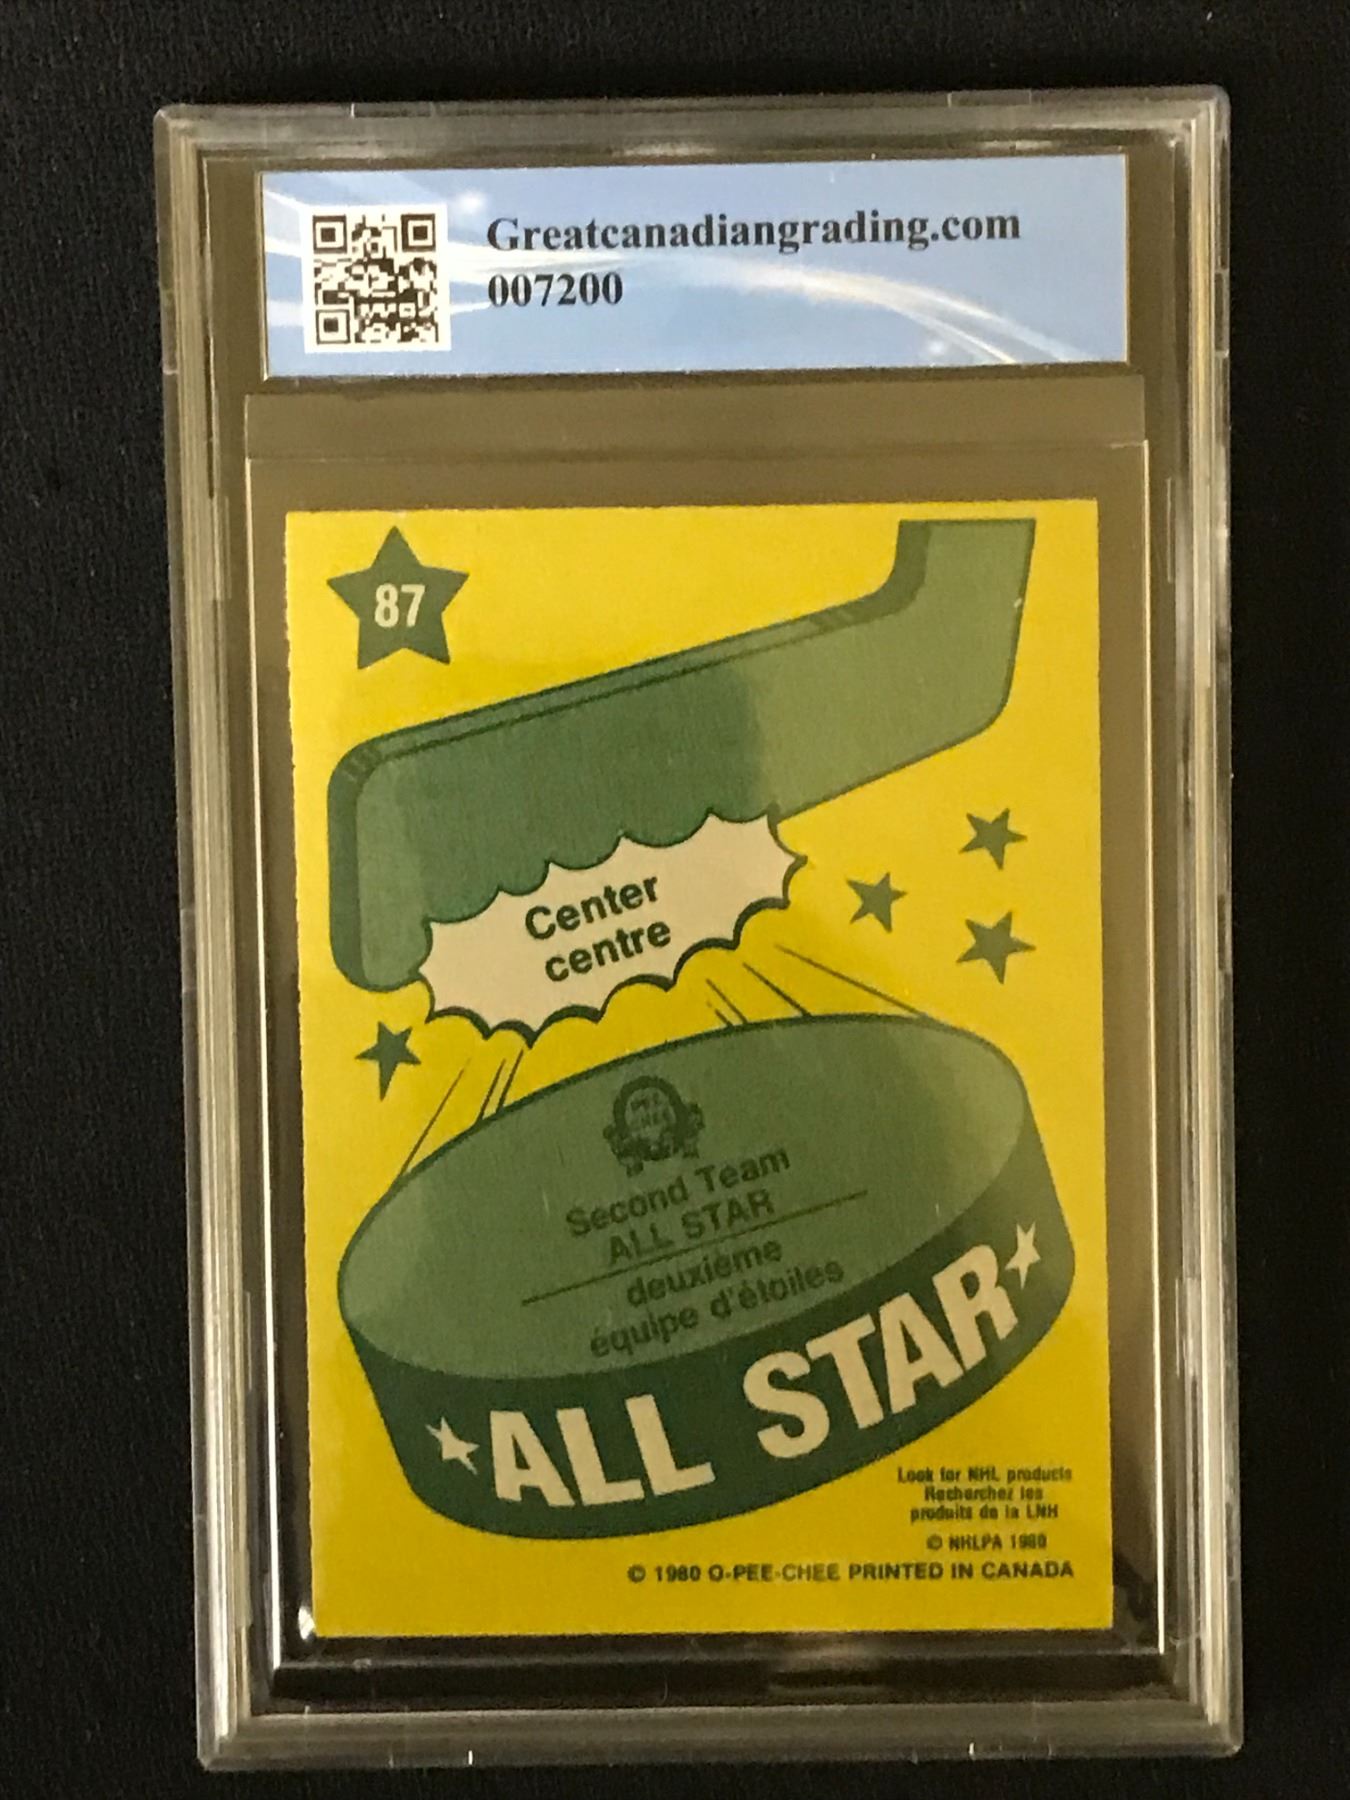 Greatcanadiangrading.com
007200
87
Center
centre
Second Team
ALL STAR
deuxième
équipe d'étoiles
ALL STAR
Look for NHL products
Recherchez les
produits de la LNH
© NHLPA 1980
© 1980 O-PEE-CHEE PRINTED IN CANADA